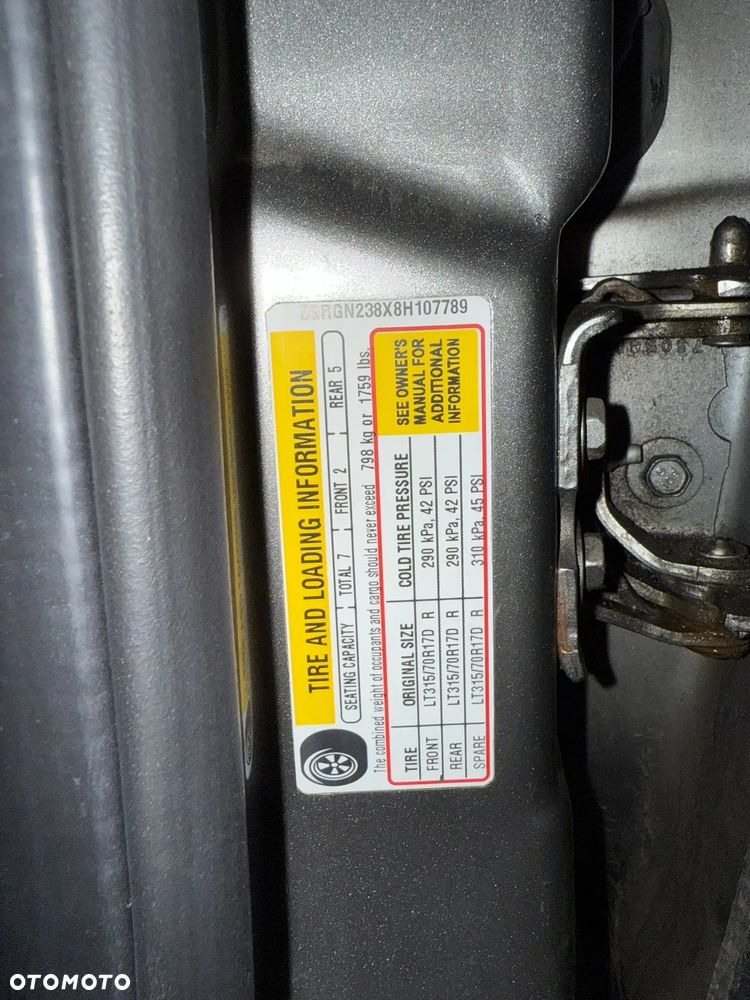 5GRGN238X8H107789
TIRE AND LOADING INFORMATION
SEATING CAPACITY TOTAL 7 FRONT 2 REAR 5
The combined weight of occupants and cargo should never exceed 798 kg or 1759 lbs.
TIRE ORIGINAL SIZE COLD TIRE PRESSURE
FRONT LT315/70R17D R 290 kPa, 42 PSI
REAR LT315/70R17D R 290 kPa, 42 PSI
SPARE LT315/70R17D R 310 kPa, 45 PSI
SEE OWNER'S
MANUAL FOR
ADDITIONAL
INFORMATION
OTOMOTO